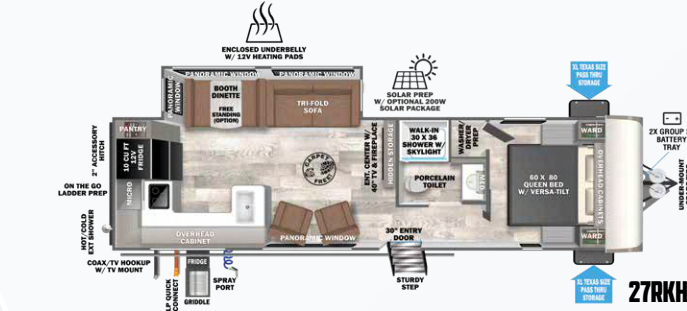 ENCLOSED UNDERBELLY
W/ 12V HEATING PADS
PANORAMIC WINDOW
PANORAMIC WINDOW
PANORAMIC
WINDOW
BOOTH
DINETTE
FREE
STANDING
(OPTION)
TRI-FOLD
SOFA
SOLAR PREP
W/ OPTIONAL 200W
SOLAR PACKAGE
XL TEXAS SIZE
PASS THRU
STORAGE
2X GROUP
BATTERY
TRAY
UNDER-MOUNT
2" ACCESSORY
HITCH
ON THE GO
LADDER PREP
HOT/COLD
EXT SHOWER
PANTRY
10 CU FT
12V
FRIDGE
MICRO
OVERHEAD
CABINET
CARPET
FREE
ENT. CENTER W/
40" TV & FIREPLACE
HIDDEN STORAGE
WALK-IN
30 X 36
SHOWER W/
SKYLIGHT
WASHER/
DRYER
PREP
PORCELAIN
TOILET
MED
WARD
60 X 80
QUEEN BED
W/ VERSA-TILT
OVERHEAD CABINETS
WARD
PANORAMIC WINDOW
30" ENTRY
DOOR
STURDY
STEP
COAX/TV HOOKUP
W/ TV MOUNT
LP QUICK
CONNECT
FRIDGE
GRIDDLE
SPRAY
PORT
XL TEXAS SIZE
PASS THRU
STORAGE
27RKH